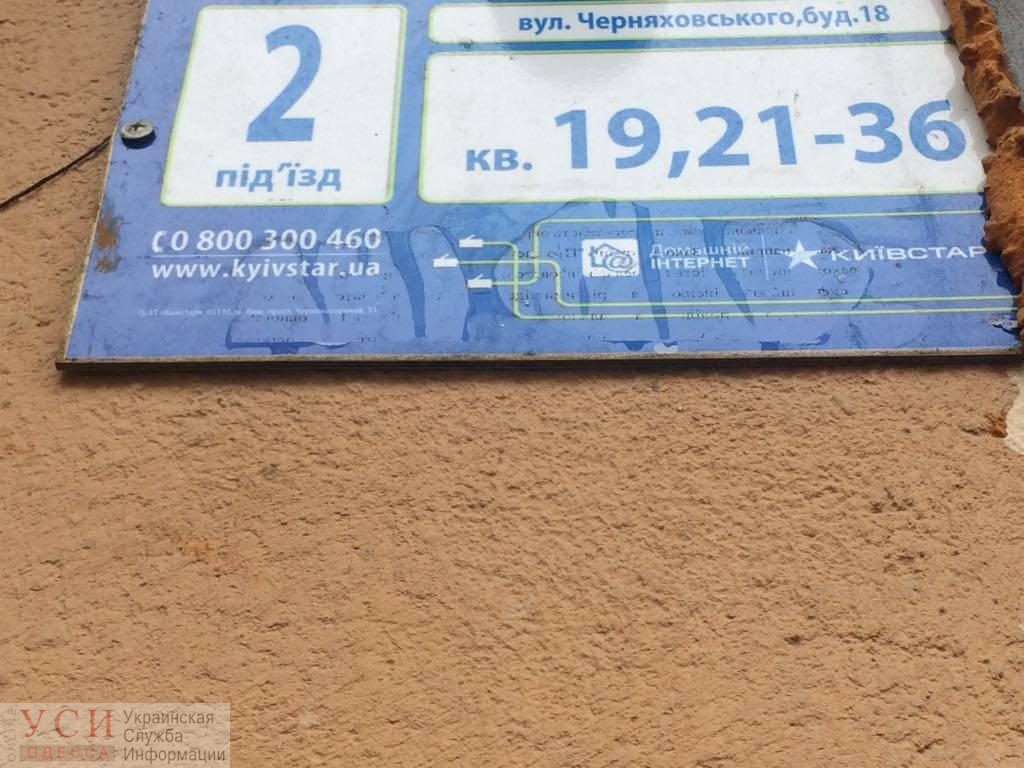 вул. Черняховського,буд.18
2
під'їзд
кв. 19,21-36
0 800 300 460
www.kyivstar.ua
Домашній
ІНТЕРНЕТ
КИЇВСТАР
УСИ
ОДЕССА
Украинская
Служба
Информации